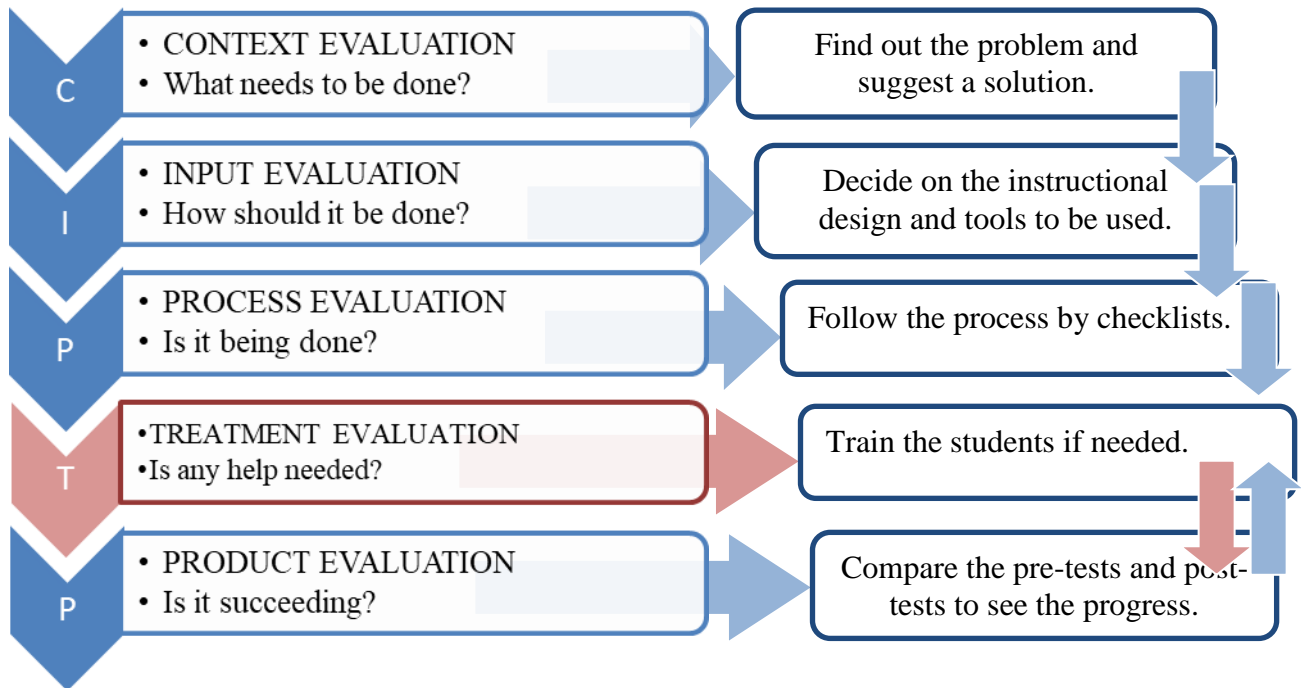 C
• CONTEXT EVALUATION
• What needs to be done?
Find out the problem and
suggest a solution.
I
• INPUT EVALUATION
• How should it be done?
Decide on the instructional
design and tools to be used.
P
• PROCESS EVALUATION
• Is it being done?
Follow the process by checklists.
T
•TREATMENT EVALUATION
•Is any help needed?
Train the students if needed.
P
• PRODUCT EVALUATION
• Is it succeeding?
Compare the pre-tests and post-
tests to see the progress.